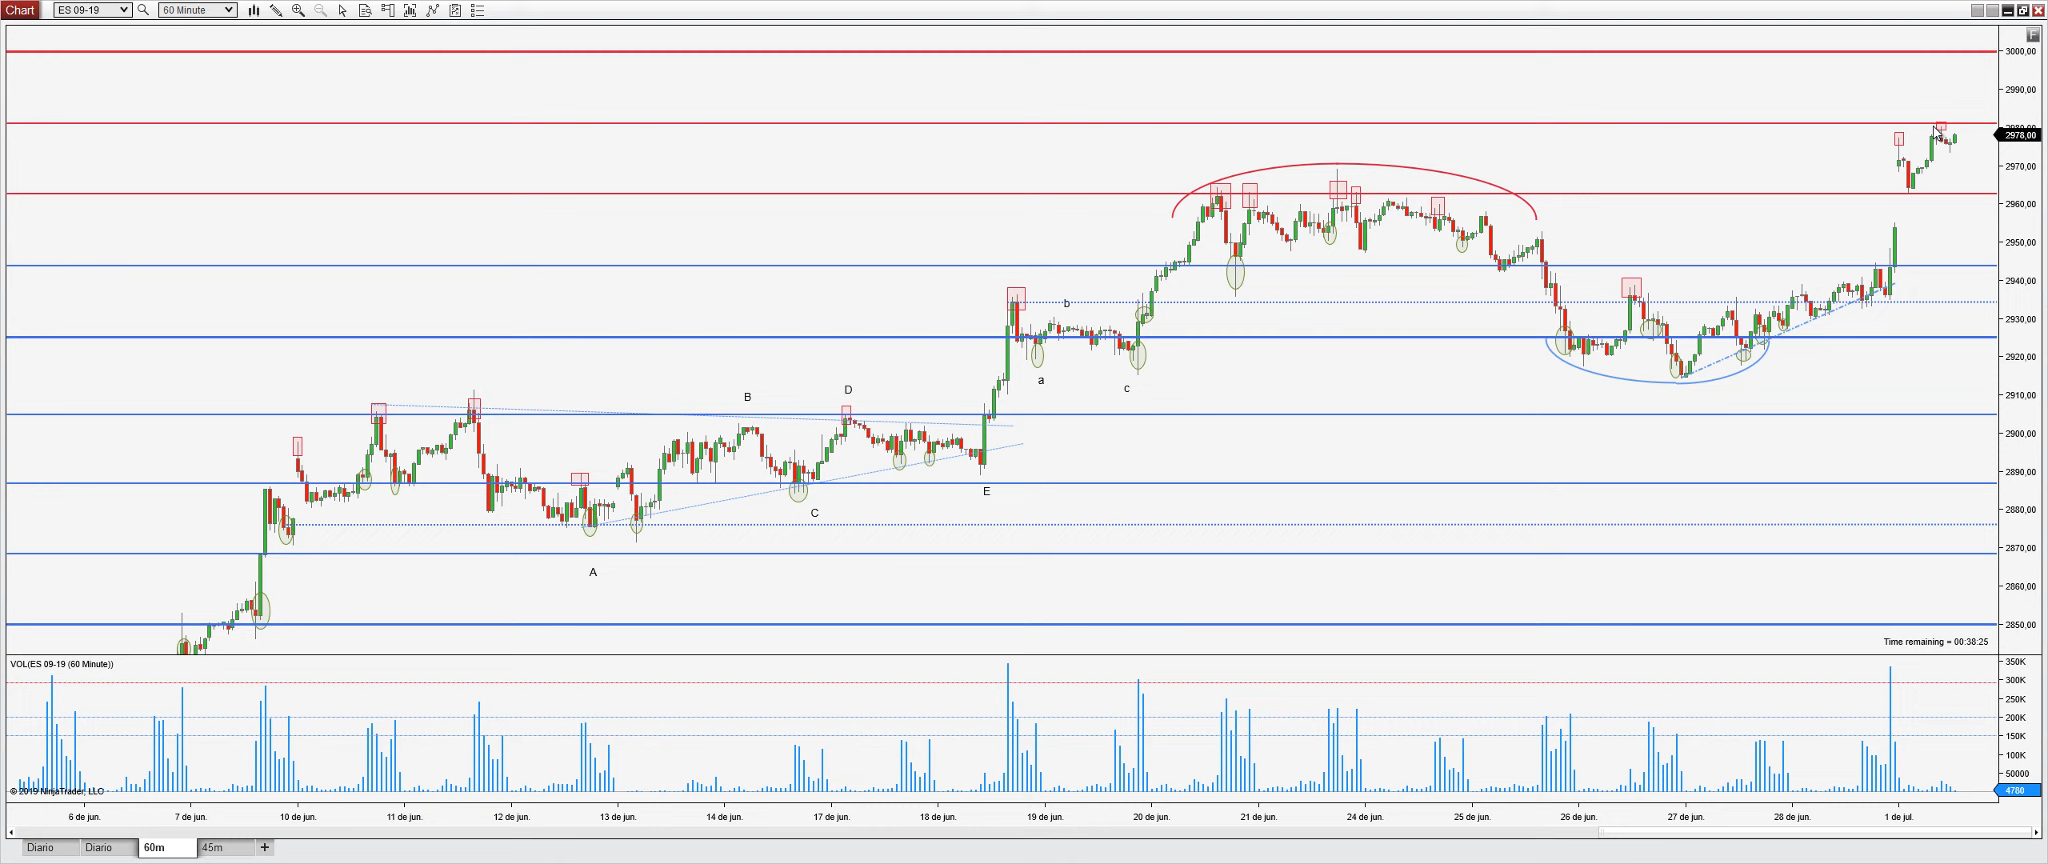 Chart ES 09-19 60 Minute
F
3000,00
2990,00
2978,00
2970,00
2960,00
2950,00
2940,00
2930,00
2920,00
2910,00
2900,00
2890,00
2880,00
2870,00
2860,00
2850,00
b
a
c
B
D
E
C
A
Time remaining = 00:38:25
VOL(ES 09-19 (60 Minute))
350K
300K
250K
200K
150K
100K
50000
4760
© 2019 NinjaTrader, LLC
6 de jun. 7 de jun. 10 de jun. 11 de jun. 12 de jun. 13 de jun. 14 de jun. 17 de jun. 18 de jun. 19 de jun. 20 de jun. 21 de jun. 24 de jun. 25 de jun. 26 de jun. 27 de jun. 28 de jun. 1 de jul.
Diario Diario 60m 45m +